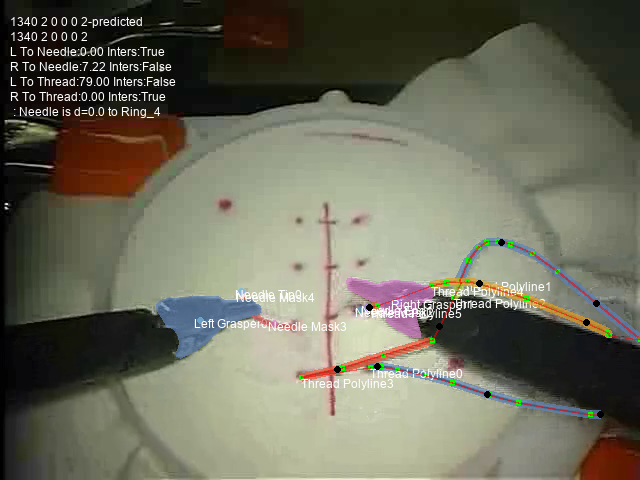 1340 2 0 0 0 2-predicted
1340 2 0 0 0 2
L To Needle:0.00 Inters:True
R To Needle:7.22 Inters:False
L To Thread:79.00 Inters:False
R To Thread:0.00 Inters:True
: Needle is d=0.0 to Ring_4
Needle Tip0
Needle Mask4
Polyline1
Thread Polyline4
Thread Polyline
Right Grasper
Polyline5
Left Grasper
Needle Mask3
Thread Polyline0
Thread Polyline3